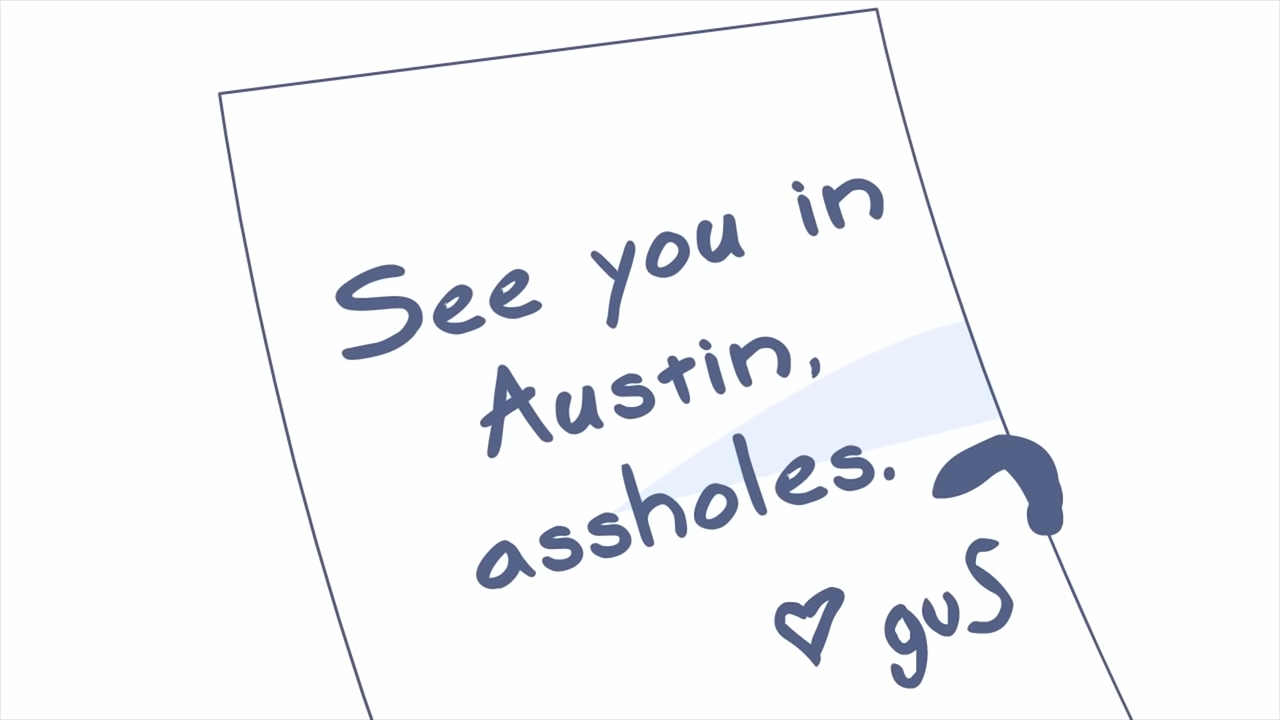 See you in
Austin,
assholes.
♡ guS